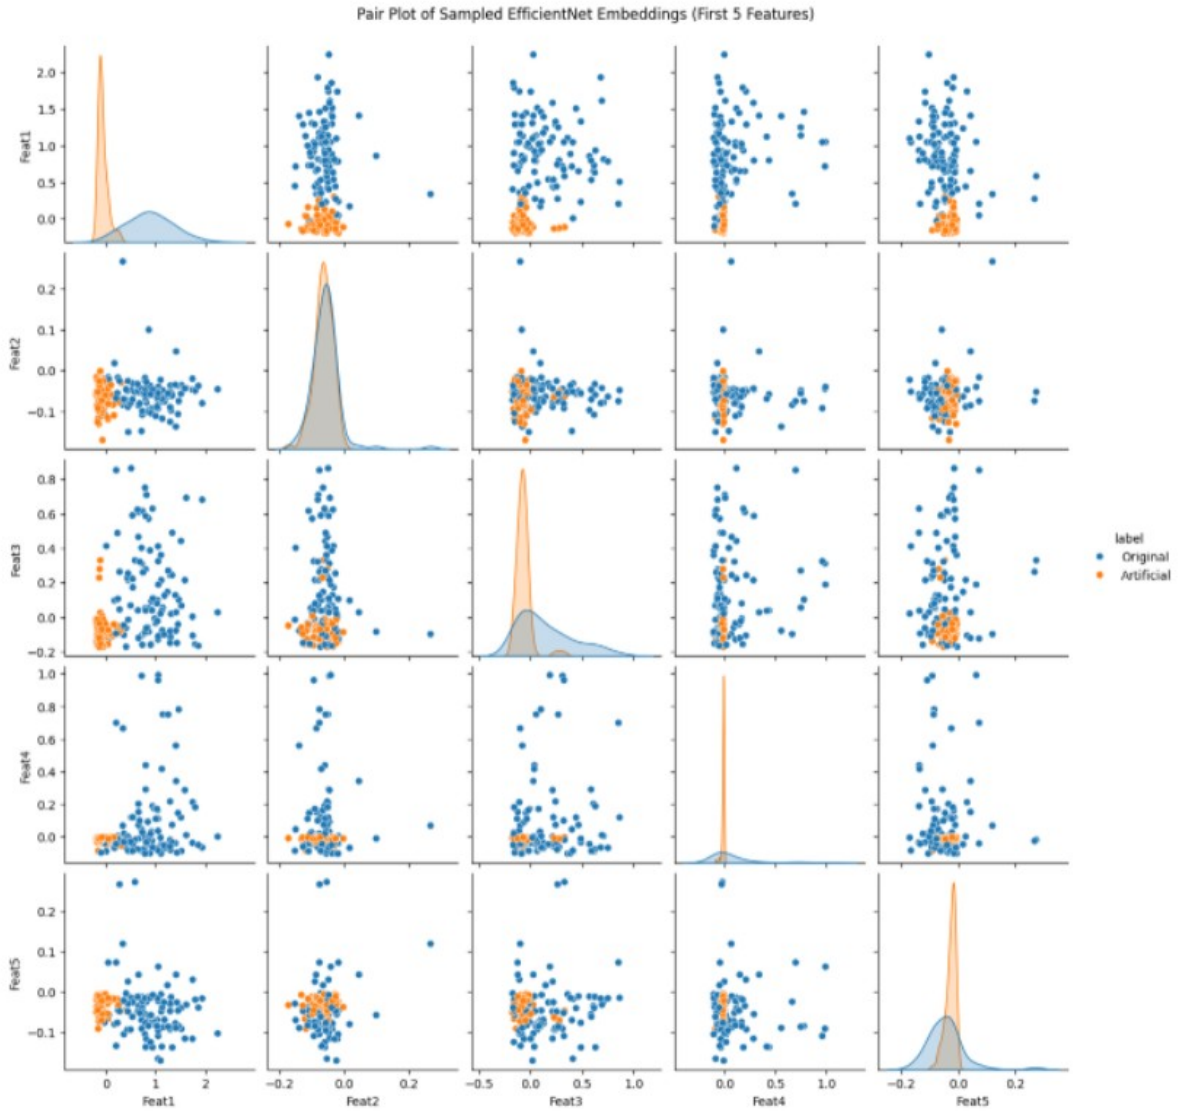 Pair Plot of Sampled EfficientNet Embeddings (First 5 Features)
2.0
1.5
1.0
0.5
0.0
Feat1
0.2
0.1
0.0
−0.1
Feat2
0.8
0.6
0.4
0.2
0.0
−0.2
Feat3
label
Original
Artificial
1.0
0.8
0.6
0.4
0.2
0.0
Feat4
0.2
0.1
0.0
−0.1
Feat5
0 1 2 −0.2 0.0 0.2 −0.5 0.0 0.5 1.0 0.0 0.5 1.0 −0.2 0.0 0.2
Feat1 Feat2 Feat3 Feat4 Feat5